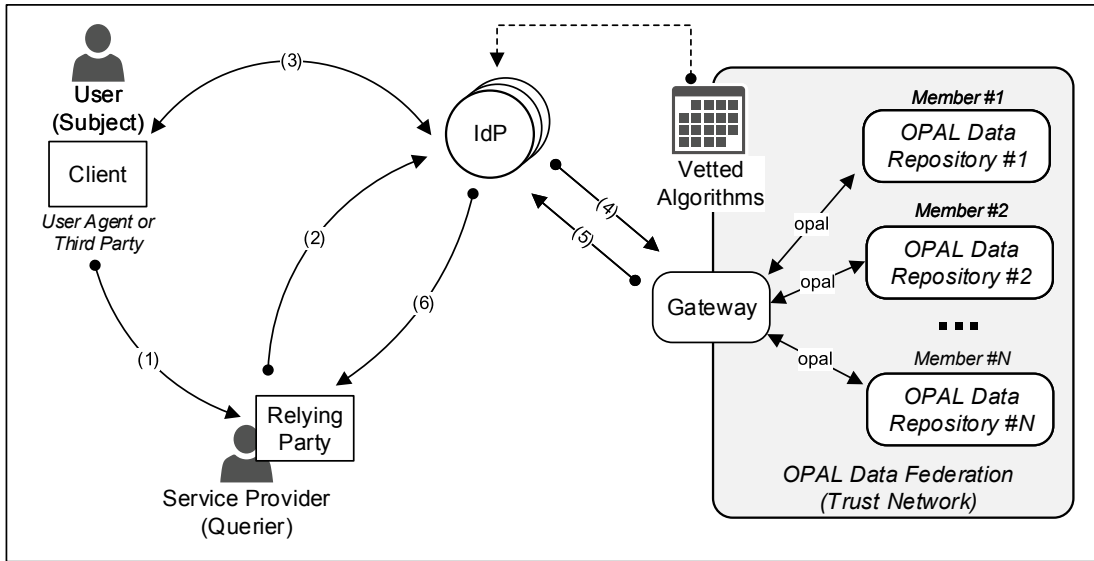 User
(Subject)
Client
User Agent or
Third Party
(1)
(2)
(3)
IdP
(4)
(5)
(6)
Relying
Party
Service Provider
(Querier)
Vetted
Algorithms
Gateway
opal
opal
opal
Member #1
OPAL Data
Repository #1
Member #2
OPAL Data
Repository #2
Member #N
OPAL Data
Repository #N
OPAL Data Federation
(Trust Network)